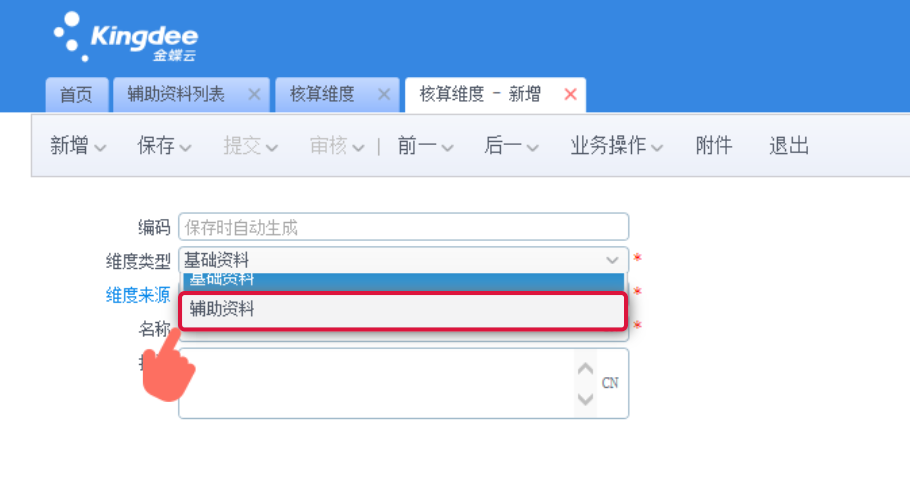 Kingdee
金蝶云
首页 辅助资料列表 核算维度 核算维度 - 新增
新增 保存 提交 审核 前一 后一 业务操作 附件 退出
编码 保存时自动生成
维度类型 基础资料 *
基础资料
维度来源 *
辅助资料
名称 *
CN